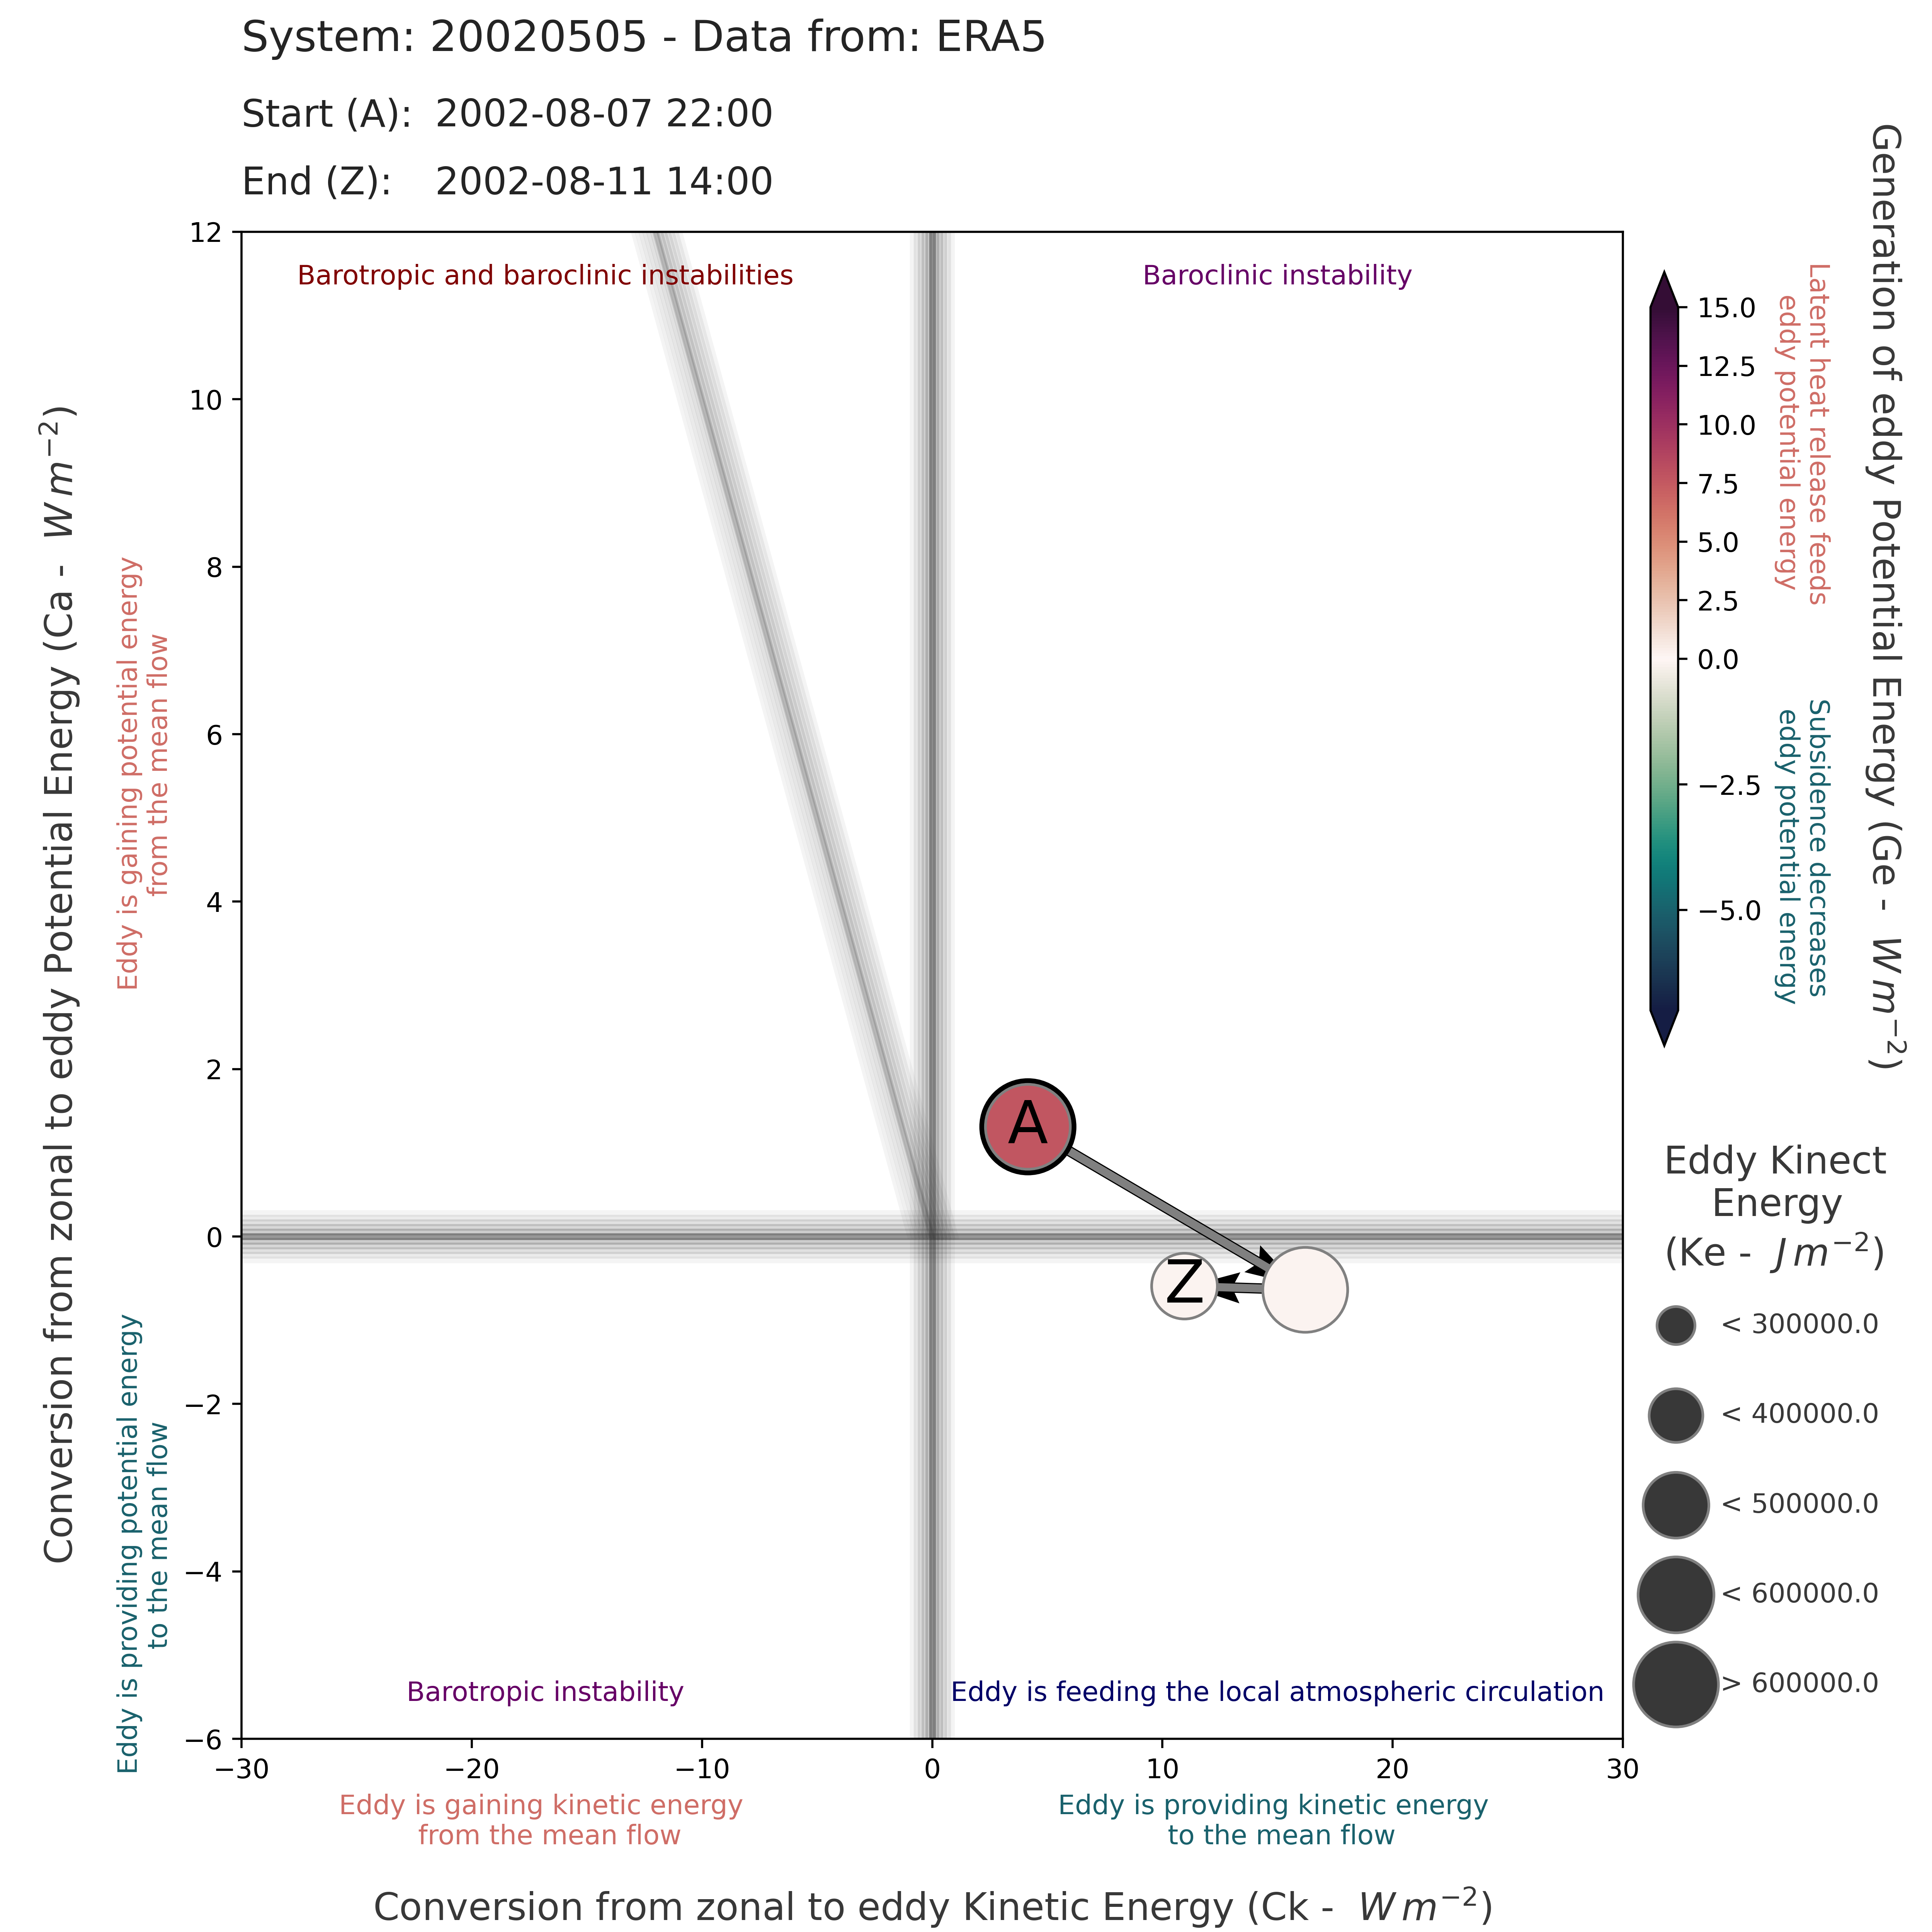 System: 20020505 - Data from: ERA5
Start (A): 2002-08-07 22:00
End (Z): 2002-08-11 14:00
Barotropic and baroclinic instabilities
Baroclinic instability
A
Z
Barotropic instability
Eddy is feeding the local atmospheric circulation
12
10
8
6
4
2
0
−2
−4
−6
−30
−20
−10
0
10
20
30
Conversion from zonal to eddy Potential Energy (Ca - W m⁻²)
Eddy is gaining potential energy
from the mean flow
Eddy is providing potential energy
to the mean flow
Eddy is gaining kinetic energy
from the mean flow
Eddy is providing kinetic energy
to the mean flow
Conversion from zonal to eddy Kinetic Energy (Ck - W m⁻²)
15.0
12.5
10.0
7.5
5.0
2.5
0.0
−2.5
−5.0
Latent heat release feeds
eddy potential energy
Subsidence decreases
eddy potential energy
Generation of eddy Potential Energy (Ge - W m⁻²)
Eddy Kinect
Energy
(Ke - J m⁻²)
< 300000.0
< 400000.0
< 500000.0
< 600000.0
> 600000.0